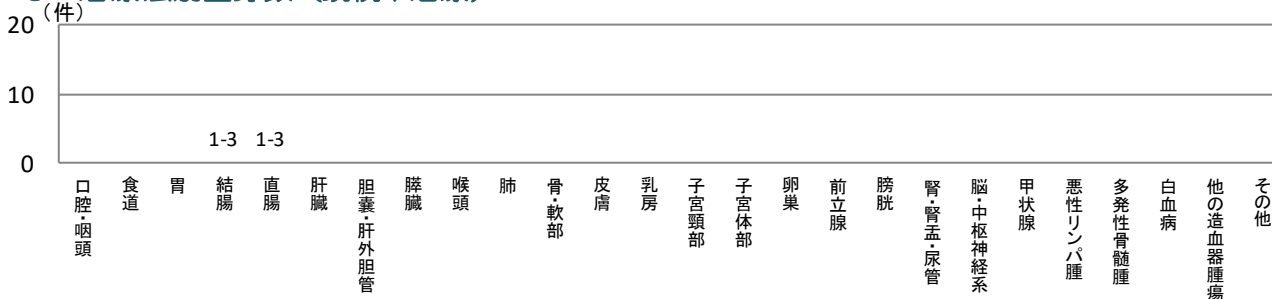 （件）
20
10
0
1-3 1-3
口腔・咽頭
食道
胃
結腸
直腸
肝臓
胆嚢・肝外胆管
膵臓
喉頭
肺
骨・軟部
皮膚
乳房
子宮頸部
子宮体部
卵巣
前立腺
膀胱
腎・腎盂・尿管
脳・中枢神経系
甲状腺
悪性リンパ腫
多発性骨髄腫
白血病
他の造血器腫瘍
その他